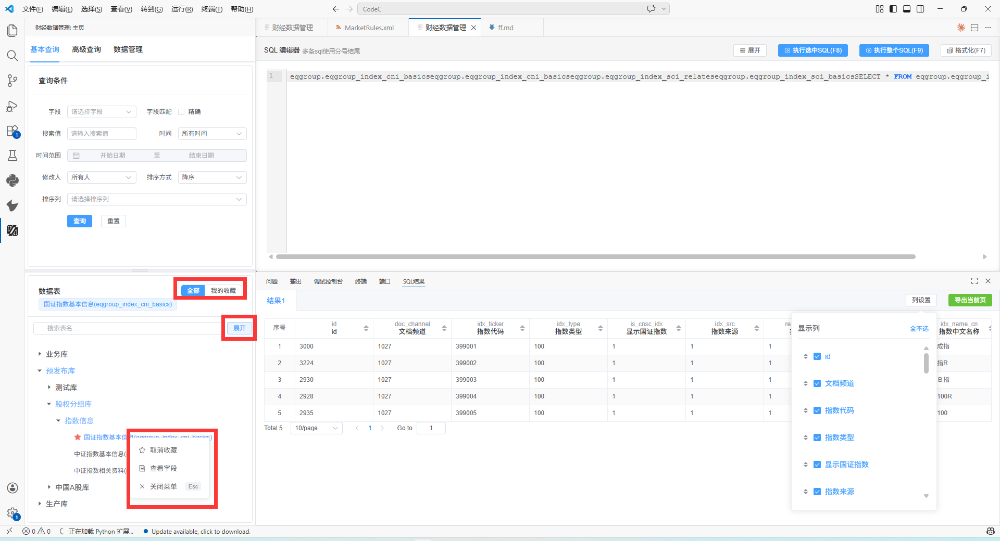 文件(F) 编辑(E) 选择(S) 查看(V) 转到(G) 运行(R) 终端(T) 帮助(H)
CodeC
财经数据管理: 主页
财经数据管理 MarketRules.xml 财经数据管理 ff.md
基本查询 高级查询 数据管理
查询条件
字段 请选择字段 字段匹配 精确
搜索值 请输入搜索值 时间 所有时间
时间范围 开始日期 至 结束日期
修改人 所有人 排序方式 降序
排序列 请选择排序列
查询 重置
SQL 编辑器 多条sql使用分号结尾
展开 执行选中SQL(F8) 执行整个SQL(F9) 格式化(F7)
1 eqgroup.eqgroup_index_cni_basicseqgroup.eqgroup_index_cni_basicseqgroup.eqgroup_index_sci_relateseqgroup.eqgroup_index_sci_basicsSELECT * FROM eqgroup.eqgroup_i
数据表 全部 我的收藏
国证指数基本信息(eqgroup_index_cni_basics)
搜索表名... 展开
业务库
预发布库
测试库
股权分组库
指数信息
国证指数基本信息(eqgroup_index_cni_basics)
中证指数基本信息(
中证指数相关资料(
中国A股库
生产库
取消收藏
查看字段
关闭菜单 Esc
问题 输出 调试控制台 终端 端口 SQL结果
结果1 列设置 导出当前页
序号 id doc_channel idx_ticker idx_type is_cnsc_idx idx_src re idx_name_cn
id 文档频道 指数代码 指数类型 显示国证指数 指数来源 指数中文名称
1 3000 1027 399001 100 1 1 1 成指
2 3224 1027 399002 100 1 1 1 指R
3 2930 1027 399003 100 1 1 1 B指
4 2928 1027 399004 100 1 1 1 100R
5 2935 1027 399005 100 1 1 1 100
Total 5 10/page 1 Go to 1
显示列 全不选
id
文档频道
指数代码
指数类型
显示国证指数
指数来源
1
1
0 0 正在加载 Python 扩展... Update available, click to download.